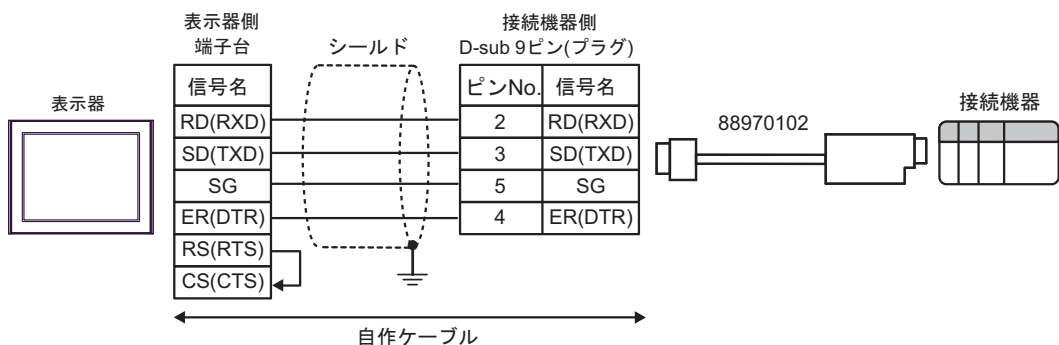 表示器
表示器側
端子台
シールド
接続機器側
D-sub 9ピン(プラグ)
信号名
ピンNo. 信号名
RD(RXD) 2 RD(RXD)
SD(TXD) 3 SD(TXD)
SG 5 SG
ER(DTR) 4 ER(DTR)
RS(RTS)
CS(CTS)
自作ケーブル
88970102
接続機器